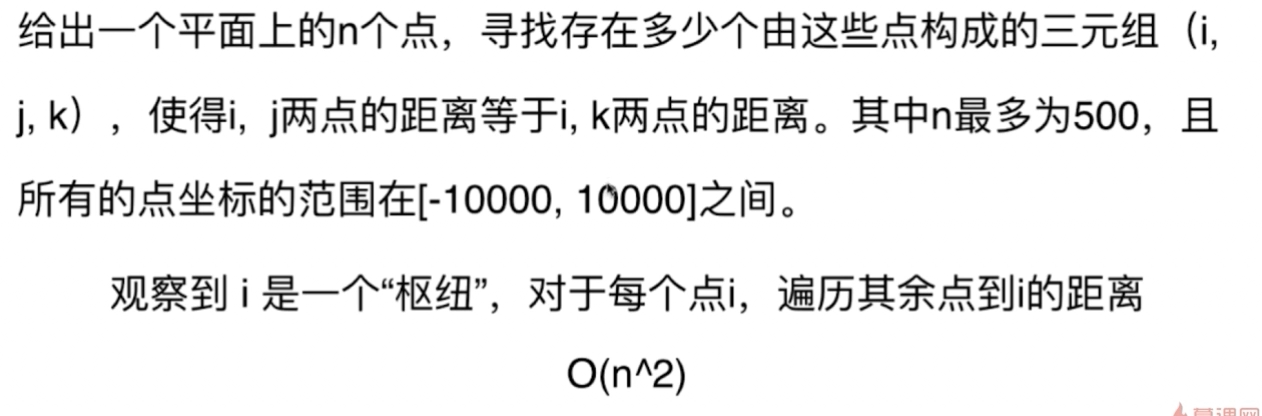 给出一个平面上的n个点，寻找存在多少个由这些点构成的三元组（i,
j, k），使得i, j两点的距离等于i, k两点的距离。其中n最多为500，且
所有的点坐标的范围在[-10000, 10000]之间。
观察到 i 是一个“枢纽”，对于每个点i，遍历其余点到i的距离
O(n^2)
慕课网